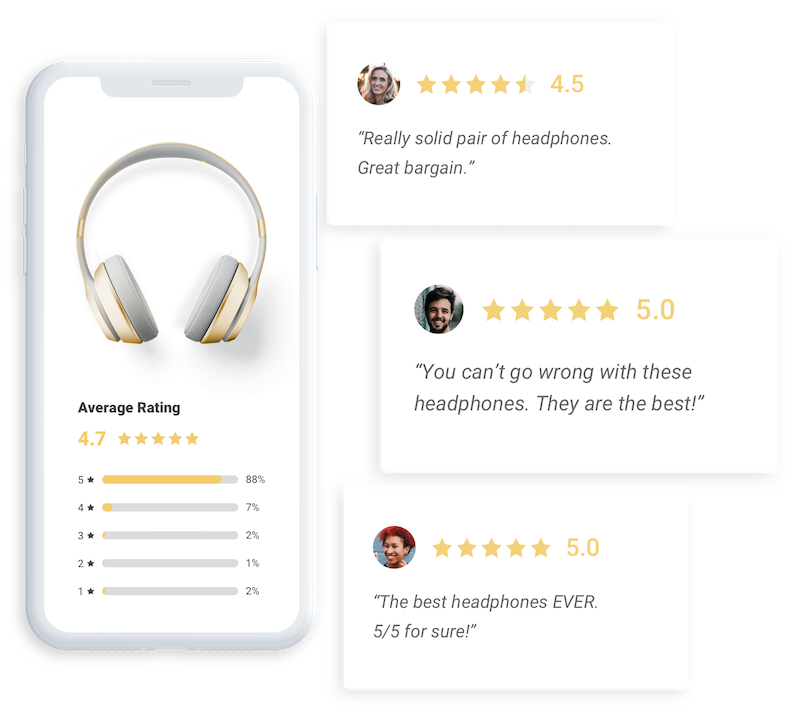 Average Rating
4.7
5 ★ 88%
4 ★ 7%
3 ★ 2%
2 ★ 1%
1 ★ 2%
4.5
“Really solid pair of headphones.
Great bargain.”
5.0
“You can’t go wrong with these
headphones. They are the best!”
5.0
“The best headphones EVER.
5/5 for sure!”